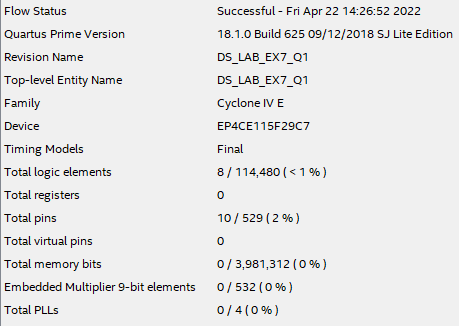 Flow Status Successful - Fri Apr 22 14:26:52 2022
Quartus Prime Version 18.1.0 Build 625 09/12/2018 SJ Lite Edition
Revision Name DS_LAB_EX7_Q1
Top-level Entity Name DS_LAB_EX7_Q1
Family Cyclone IV E
Device EP4CE115F29C7
Timing Models Final
Total logic elements 8 / 114,480 ( < 1 % )
Total registers 0
Total pins 10 / 529 ( 2 % )
Total virtual pins 0
Total memory bits 0 / 3,981,312 ( 0 % )
Embedded Multiplier 9-bit elements 0 / 532 ( 0 % )
Total PLLs 0 / 4 ( 0 % )